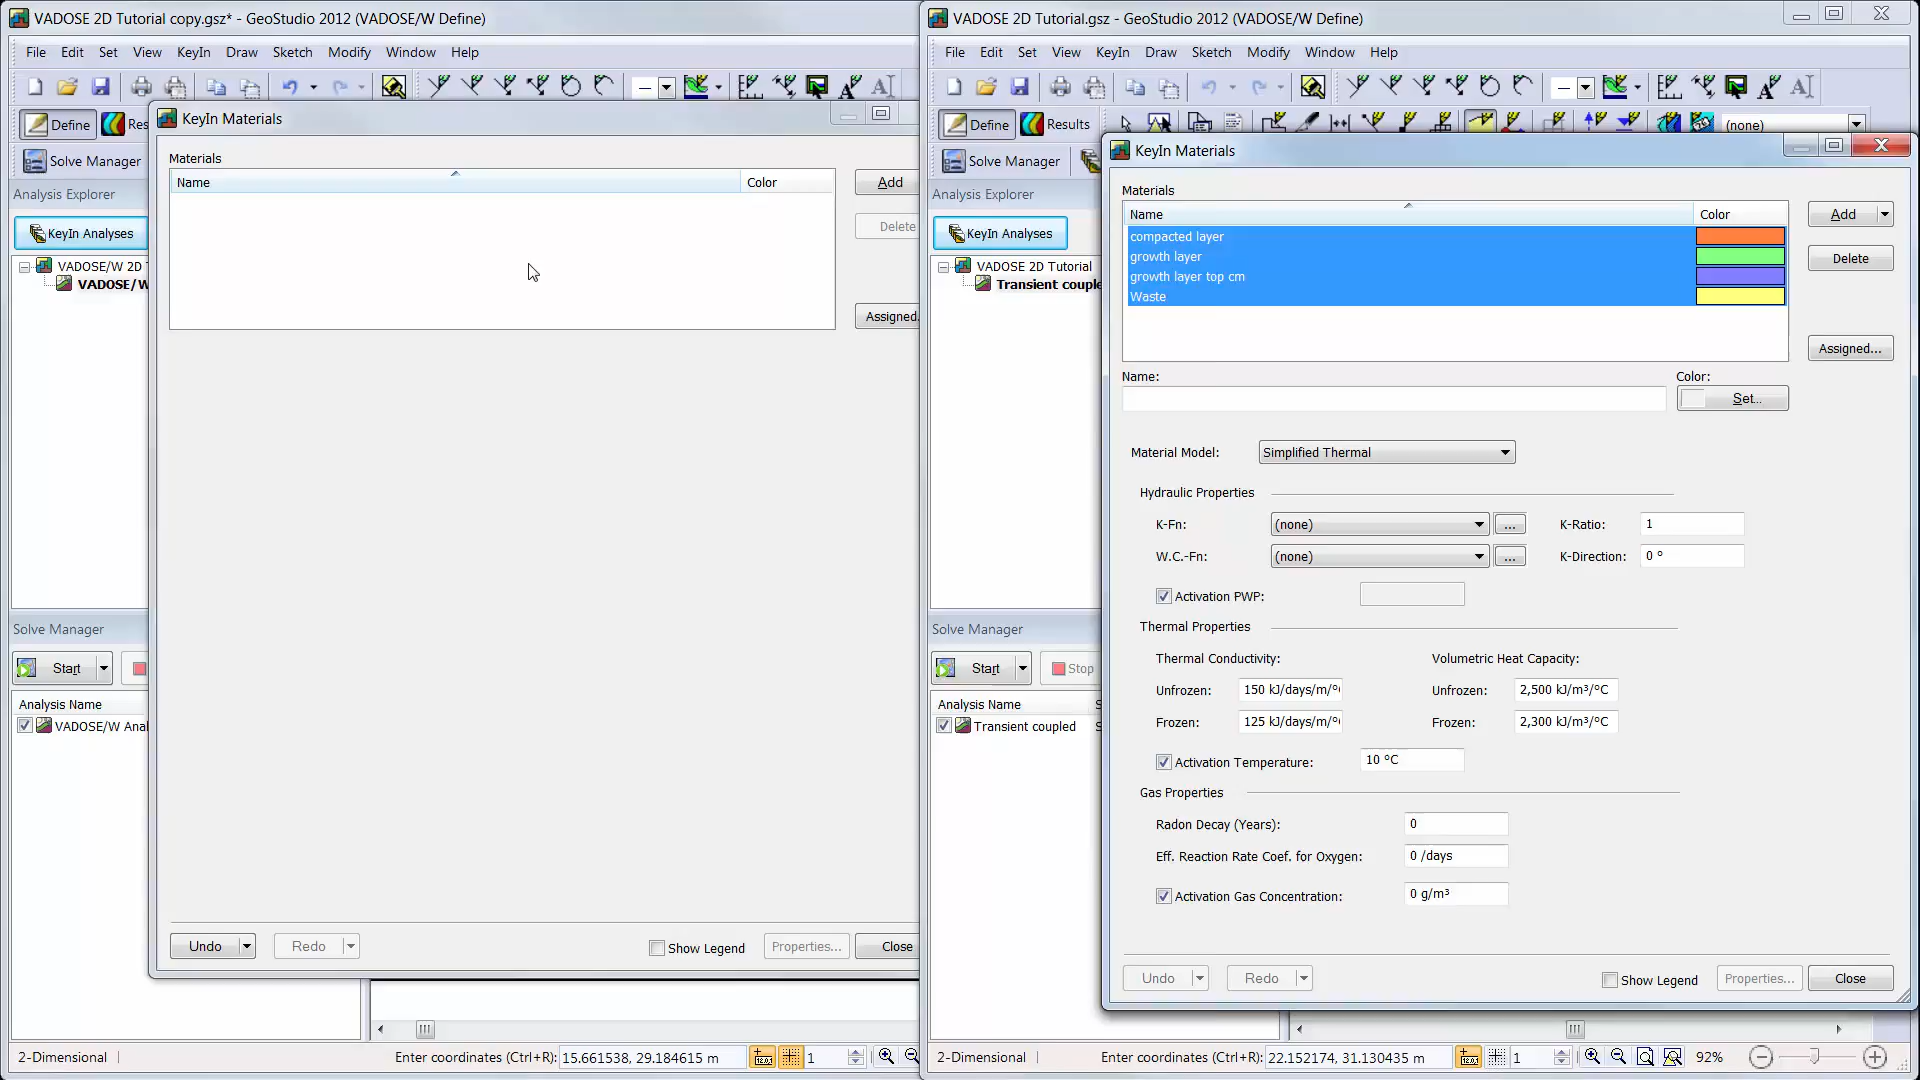 VADOSE 2D Tutorial copy.gsz* - GeoStudio 2012 (VADOSE/W Define)
File Edit Set View KeyIn Draw Sketch Modify Window Help
Define
Solve Manager
Analysis Explorer
KeyIn Analyses
VADOSE/W 2D
VADOSE/W
Solve Manager
Start
Analysis Name
VADOSE/W Anal
KeyIn Materials
Materials
Name Color
Add
Delete
Assigned.
Undo Redo Show Legend Properties... Close
2-Dimensional Enter coordinates (Ctrl+R): 15.661538, 29.184615 m 1
VADOSE 2D Tutorial.gsz - GeoStudio 2012 (VADOSE/W Define)
File Edit Set View KeyIn Draw Sketch Modify Window Help
Define Results (none)
Solve Manager
Analysis Explorer
KeyIn Analyses
VADOSE 2D Tutorial
Transient couple
Solve Manager
Start Stop
Analysis Name S
Transient coupled
KeyIn Materials
Materials
Name Color
compacted layer
growth layer
growth layer top cm
Waste
Add
Delete
Assigned...
Name: Color:
Set...
Material Model: Simplified Thermal
Hydraulic Properties
K-Fn: (none) ... K-Ratio: 1
W.C.-Fn: (none) ... K-Direction: 0 °
Activation PWP:
Thermal Properties
Thermal Conductivity: Volumetric Heat Capacity:
Unfrozen: 150 kJ/days/m/° Unfrozen: 2,500 kJ/m³/°C
Frozen: 125 kJ/days/m/° Frozen: 2,300 kJ/m³/°C
Activation Temperature: 10 °C
Gas Properties
Radon Decay (Years): 0
Eff. Reaction Rate Coef. for Oxygen: 0 /days
Activation Gas Concentration: 0 g/m³
Undo Redo Show Legend Properties... Close
2-Dimensional Enter coordinates (Ctrl+R): 22.152174, 31.130435 m 1 92%